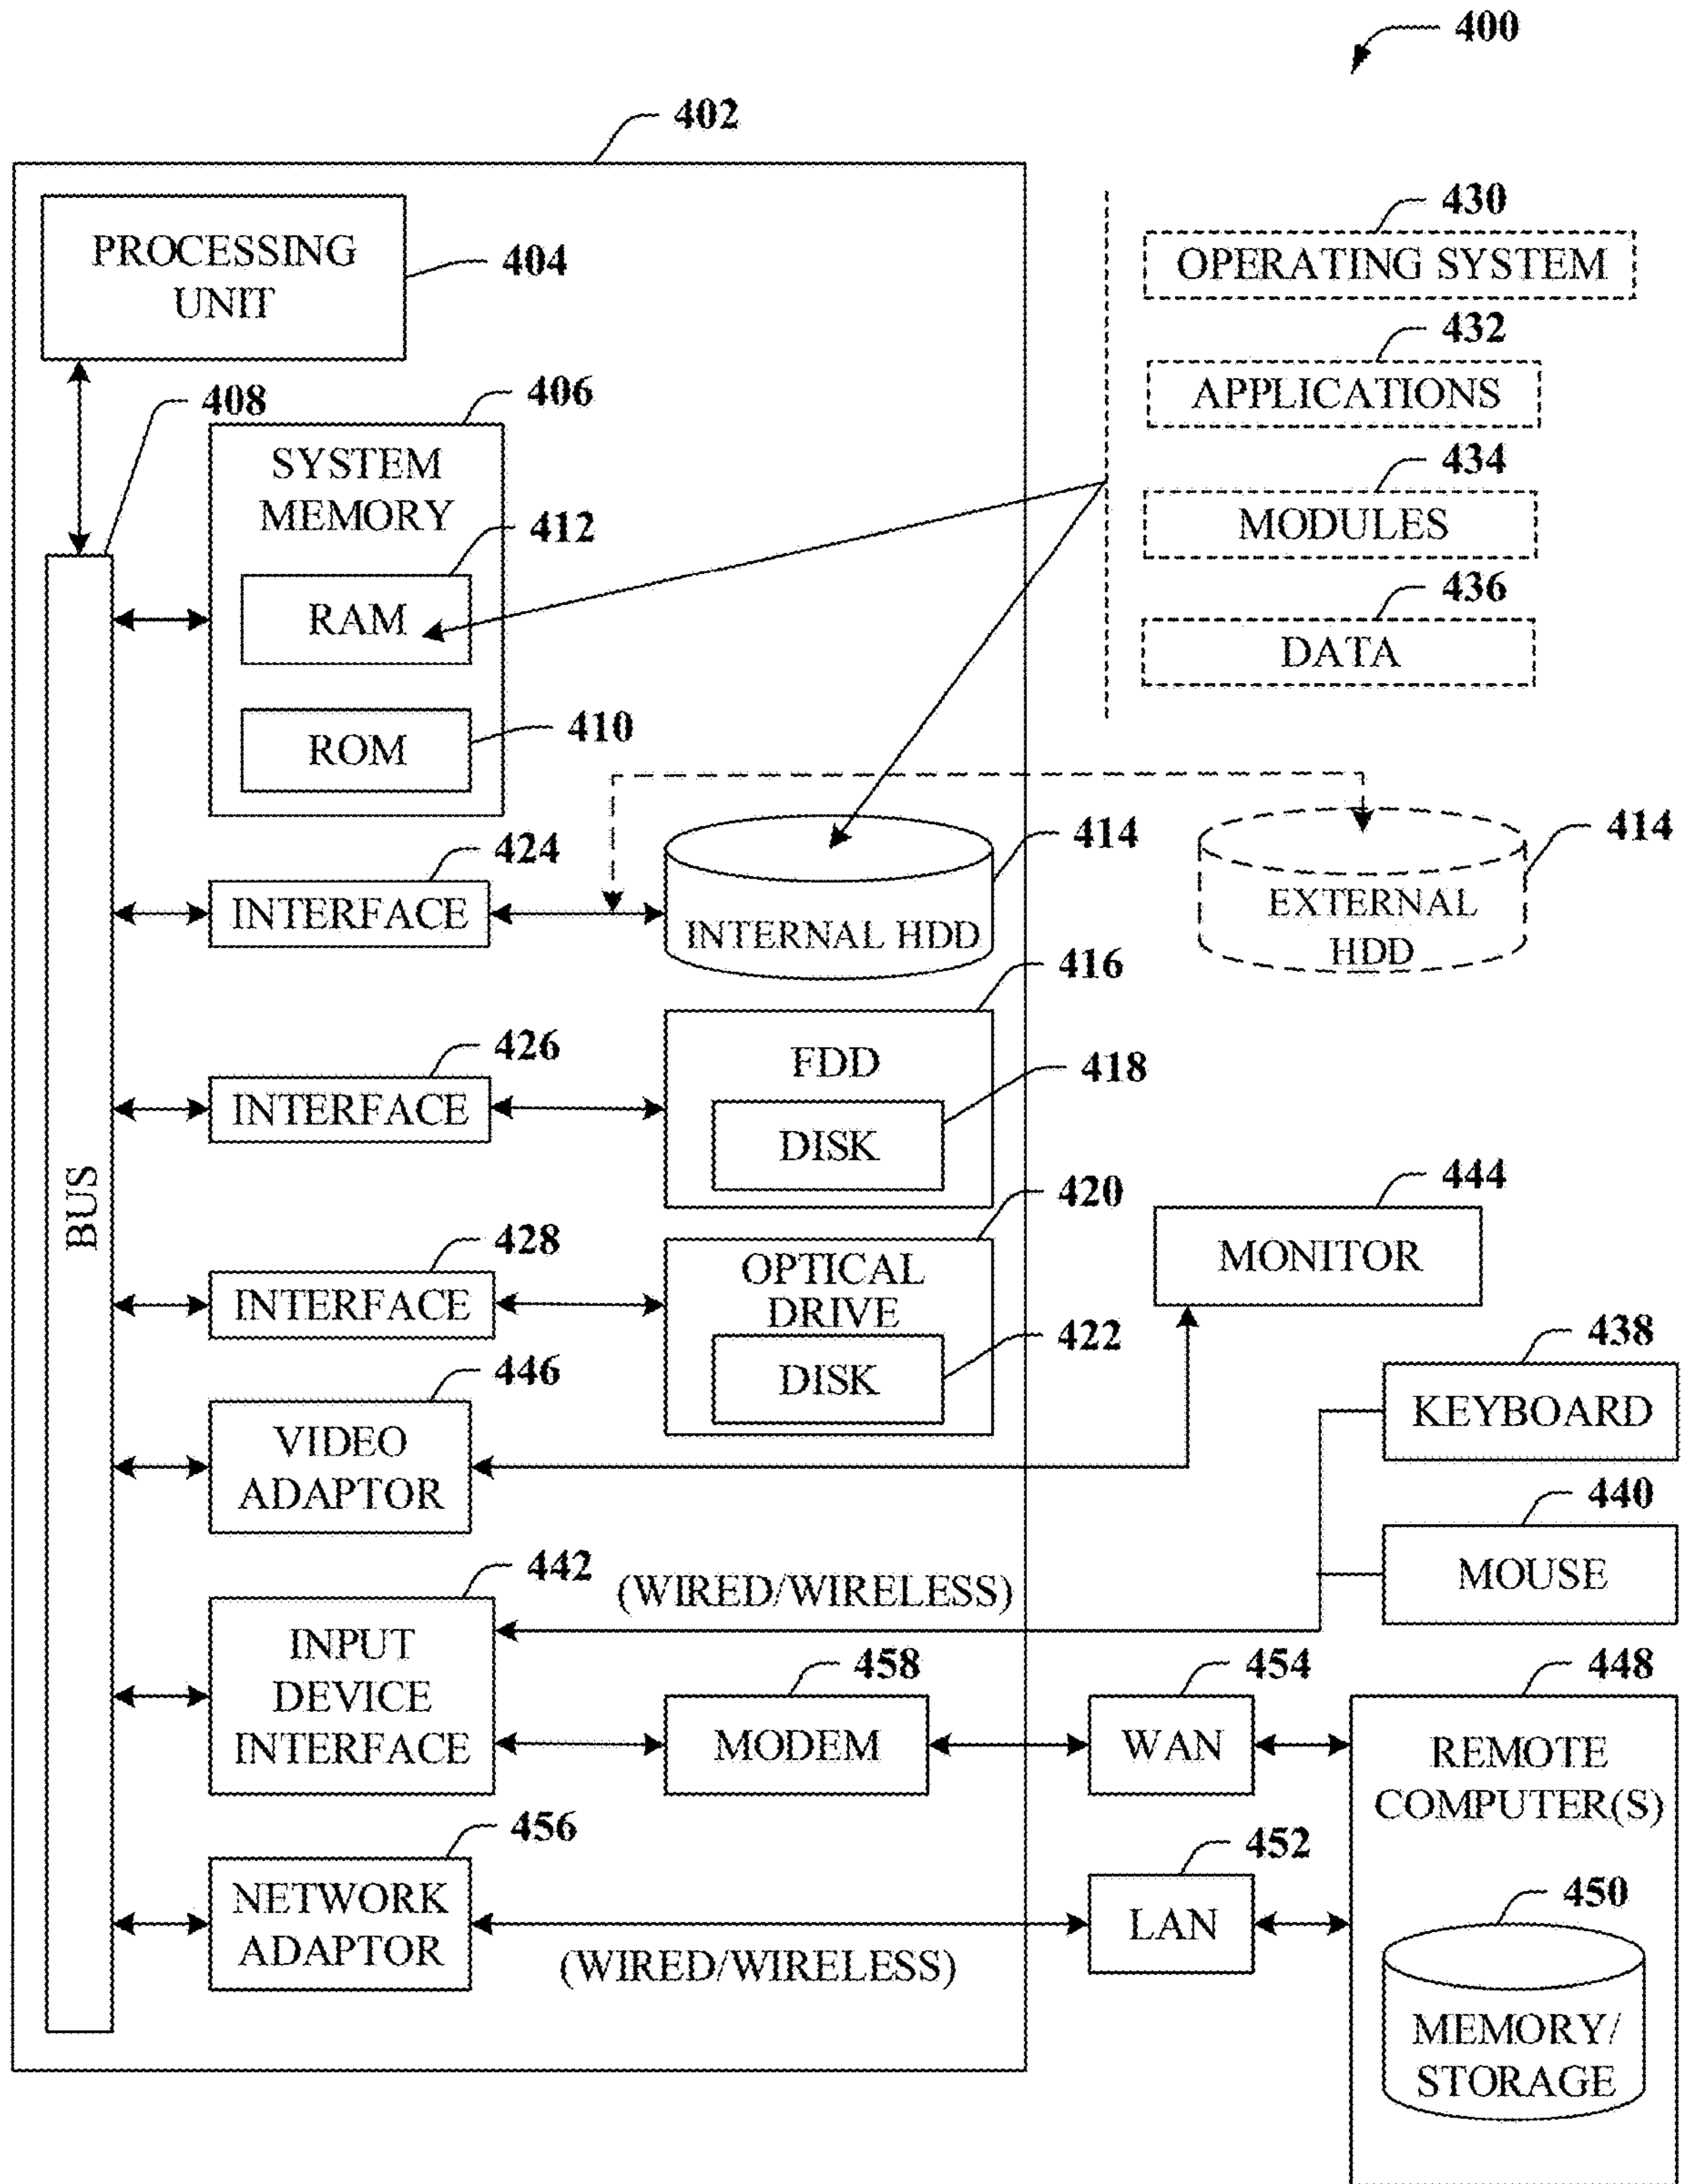 400
402
PROCESSING
UNIT
404
430
OPERATING SYSTEM
432
APPLICATIONS
434
MODULES
436
DATA
408
406
SYSTEM
MEMORY
412
RAM
410
ROM
424
INTERFACE
414
INTERNAL HDD
414
EXTERNAL
HDD
416
FDD
426
INTERFACE
418
DISK
BUS
420
OPTICAL
DRIVE
428
INTERFACE
422
DISK
444
MONITOR
438
KEYBOARD
446
VIDEO
ADAPTOR
440
MOUSE
442
(WIRED/WIRELESS)
INPUT
DEVICE
INTERFACE
458
MODEM
454
WAN
448
REMOTE
COMPUTER(S)
456
NETWORK
ADAPTOR
(WIRED/WIRELESS)
452
LAN
450
MEMORY/
STORAGE